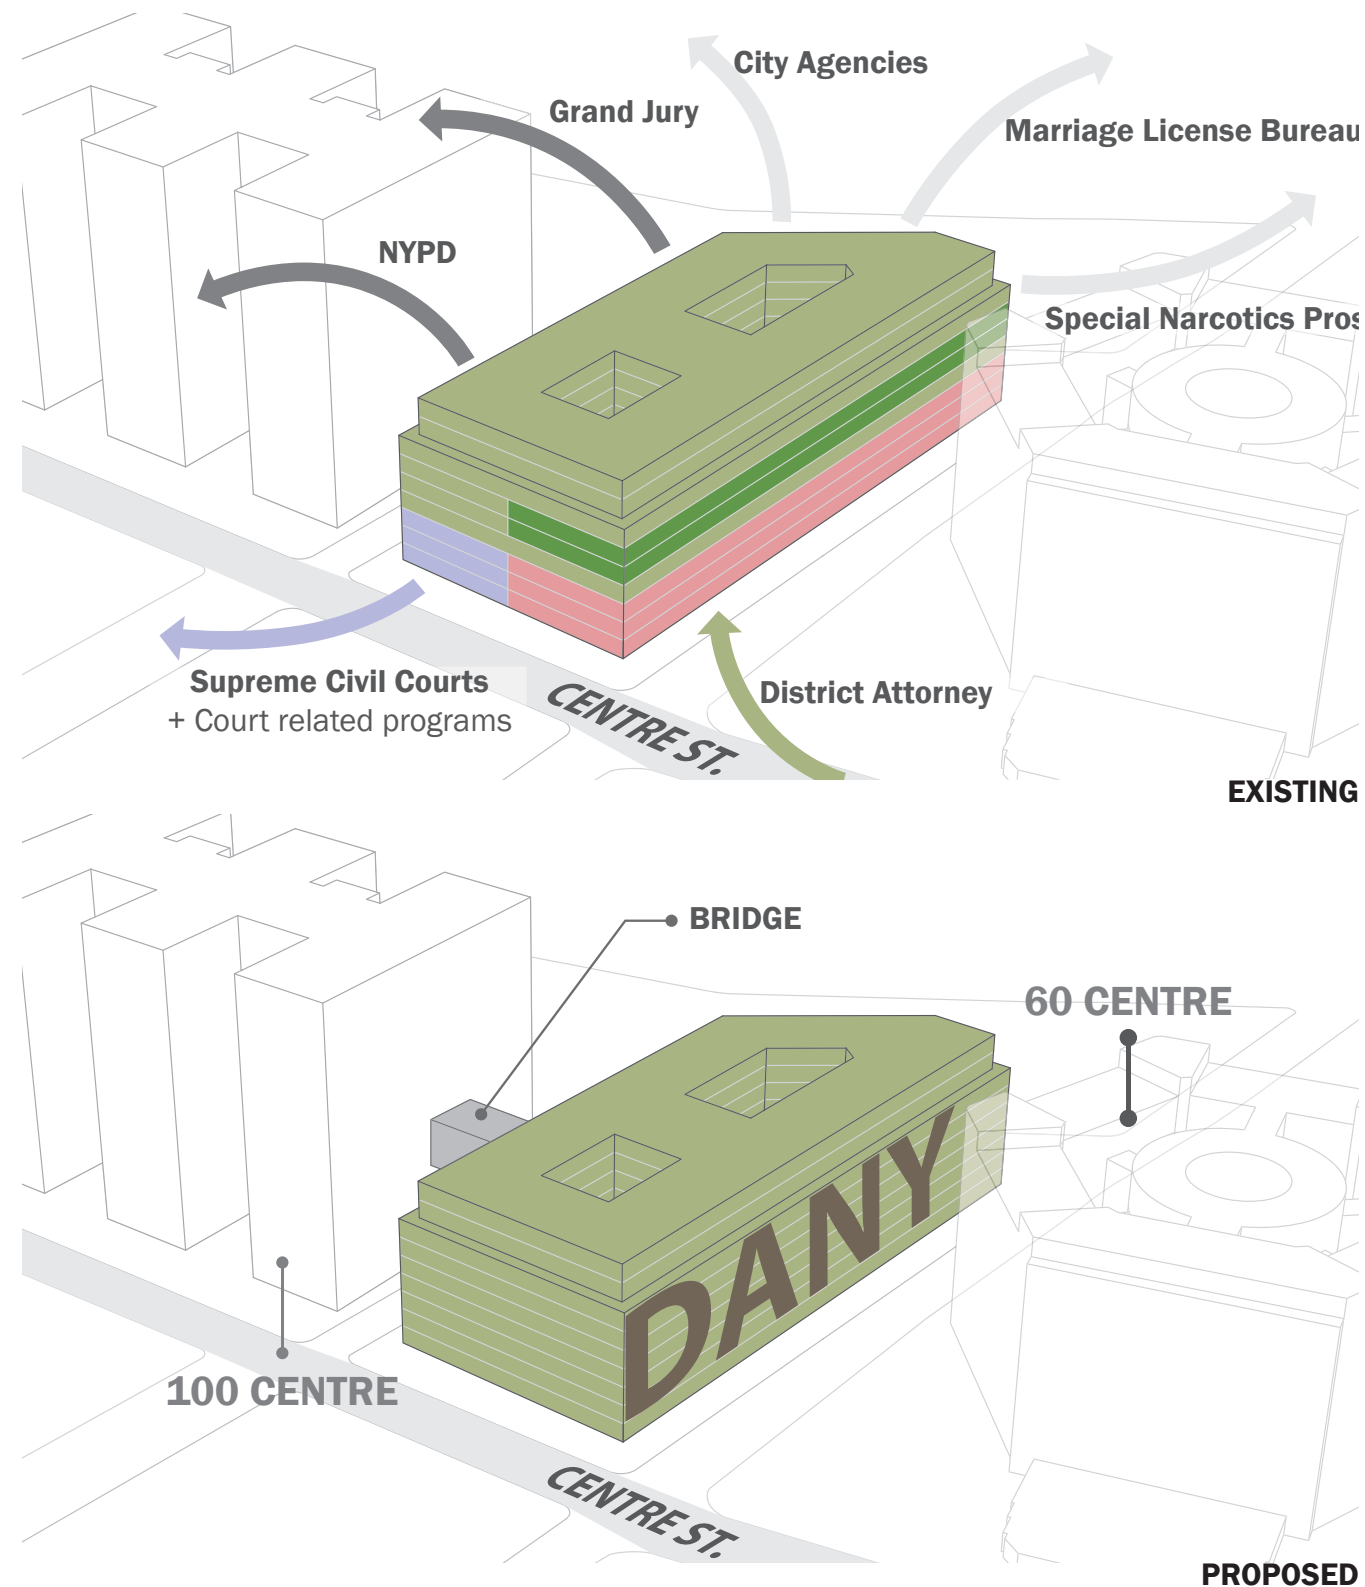 City Agencies
Grand Jury
Marriage License Bureau
NYPD
Special Narcotics Pros
Supreme Civil Courts
+ Court related programs
District Attorney
CENTRE ST.
EXISTING
BRIDGE
60 CENTRE
DANY
100 CENTRE
CENTRE ST.
PROPOSED